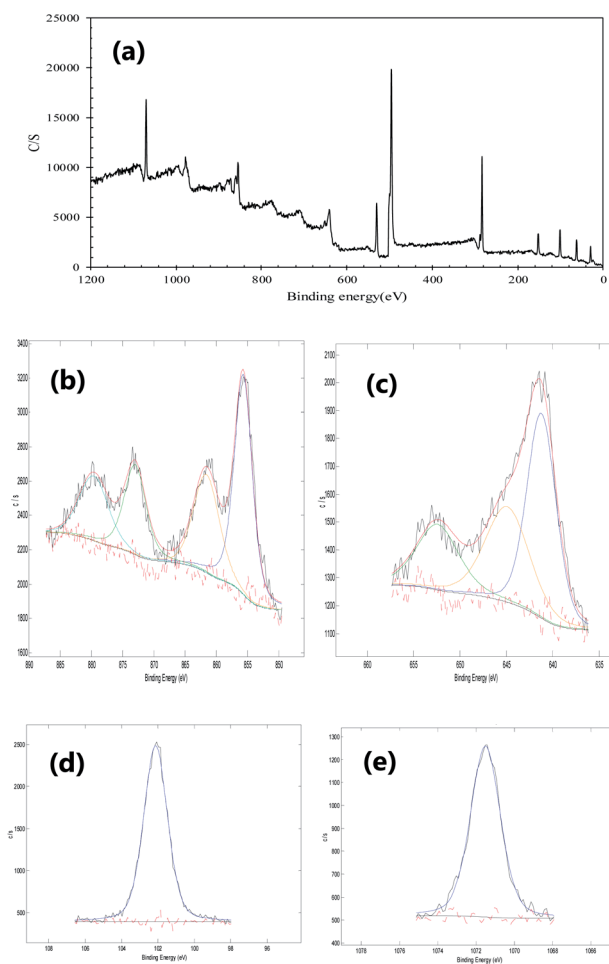 (a)
C/S
25000
20000
15000
10000
5000
0
1200 1000 800 600 400 200 0
Binding energy(eV)
(b)
c / s
3400
3200
3000
2800
2600
2400
2200
2000
1800
1600
890 885 880 875 870 865 860 855 850
Binding Energy (eV)
(c)
c / s
2000
1900
1800
1700
1600
1500
1400
1300
1200
1100
660 655 650 645 640 635
Binding Energy (eV)
(d)
c/s
2500
2000
1500
1000
500
108 106 104 102 100 98 96
Binding Energy (eV)
(e)
c/s
1300
1200
1100
1000
900
800
700
600
500
400
1078 1076 1074 1072 1070 1068 1066
Binding Energy (eV)